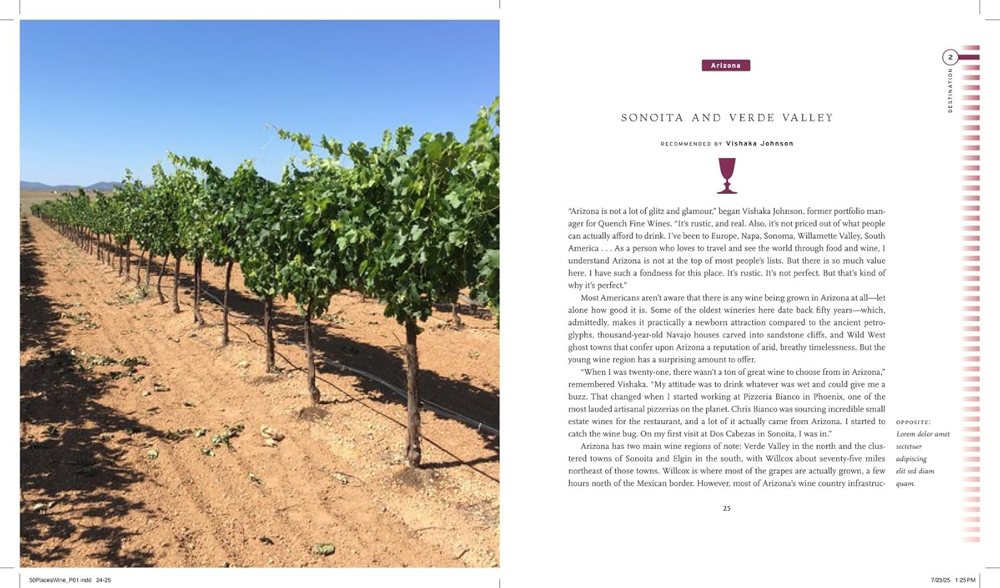 Arizona
2
DESTINATION
SONOITA AND VERDE VALLEY
RECOMMENDED BY Vishaka Johnson
“Arizona is not a lot of glitz and glamour,” began Vishaka Johnson, former portfolio man-
ager for Quench Fine Wines. “It’s rustic, and real. Also, it’s not priced out of what people
can actually afford to drink. I’ve been to Europe, Napa, Sonoma, Willamette Valley, South
America . . . As a person who loves to travel and see the world through food and wine, I
understand Arizona is not at the top of most people’s lists. But there is so much value
here. I have such a fondness for this place. It’s rustic. It’s not perfect. But that’s kind of
why it’s perfect.”
Most Americans aren’t aware that there is any wine being grown in Arizona at all—let
alone how good it is. Some of the oldest wineries here date back fifty years—which,
admittedly, makes it practically a newborn attraction compared to the ancient petro-
glyphs, thousand-year-old Navajo houses carved into sandstone cliffs, and Wild West
ghost towns that confer upon Arizona a reputation of arid, breathy timelessness. But the
young wine region has a surprising amount to offer.
“When I was twenty-one, there wasn’t a ton of great wine to choose from in Arizona,”
remembered Vishaka. “My attitude was to drink whatever was wet and could give me a
buzz. That changed when I started working at Pizzeria Bianco in Phoenix, one of the
most lauded artisanal pizzerias on the planet. Chris Bianco was sourcing incredible small
estate wines for the restaurant, and a lot of it actually came from Arizona. I started to
catch the wine bug. On my first visit at Dos Cabezas in Sonoita, I was in.”
Arizona has two main wine regions of note: Verde Valley in the north and the clus-
tered towns of Sonoita and Elgin in the south, with Willcox about seventy-five miles
northeast of those towns. Willcox is where most of the grapes are actually grown, a few
hours north of the Mexican border. However, most of Arizona’s wine country infrastruc-
OPPOSITE:
Lorem dolor amet
sectetuer
adipiscing
elit sed diam
quam.
25
50PlacesWine_P01.indd 24-25
7/23/25 1:25 PM